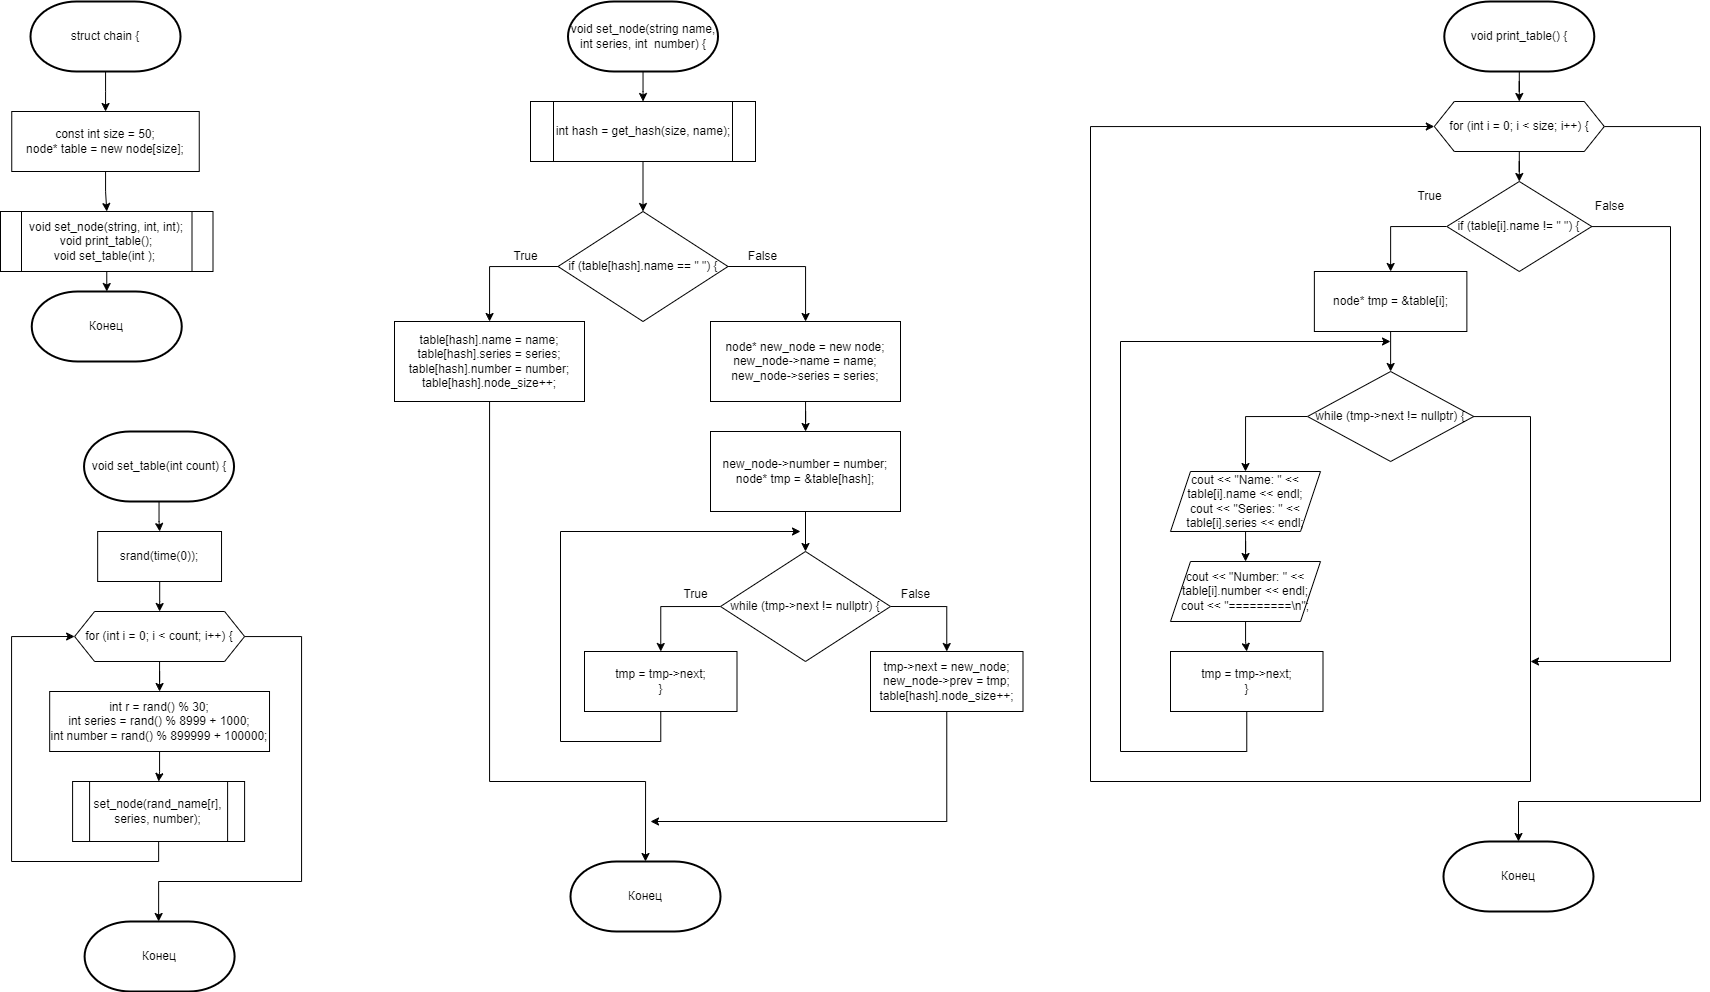 struct chain {
const int size = 50;
node* table = new node[size];
void set_node(string, int, int);
void print_table();
void set_table(int );
Конец
void set_table(int count) {
srand(time(0));
for (int i = 0; i < count; i++) {
int r = rand() % 30;
int series = rand() % 8999 + 1000;
int number = rand() % 899999 + 100000;
set_node(rand_name[r],
series, number);
Конец
void set_node(string name,
int series, int  number) {
int hash = get_hash(size, name);
if (table[hash].name == " ") {
True
False
table[hash].name = name;
table[hash].series = series;
table[hash].number = number;
table[hash].node_size++;
node* new_node = new node;
new_node->name = name;
new_node->series = series;
new_node->number = number;
node* tmp = &table[hash];
while (tmp->next != nullptr) {
True
False
tmp = tmp->next;
}
tmp->next = new_node;
new_node->prev = tmp;
table[hash].node_size++;
Конец
void print_table() {
for (int i = 0; i < size; i++) {
True
False
if (table[i].name != " ") {
node* tmp = &table[i];
while (tmp->next != nullptr) {
cout << "Name: " <<
table[i].name << endl;
cout << "Series: " <<
table[i].series << endl;
cout << "Number: " <<
table[i].number << endl;
cout << "=========\n";
tmp = tmp->next;
}
Конец